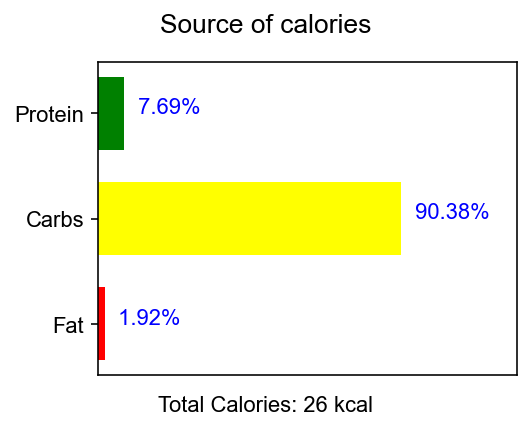 Source of calories
Protein 7.69%
Carbs 90.38%
Fat 1.92%
Total Calories: 26 kcal